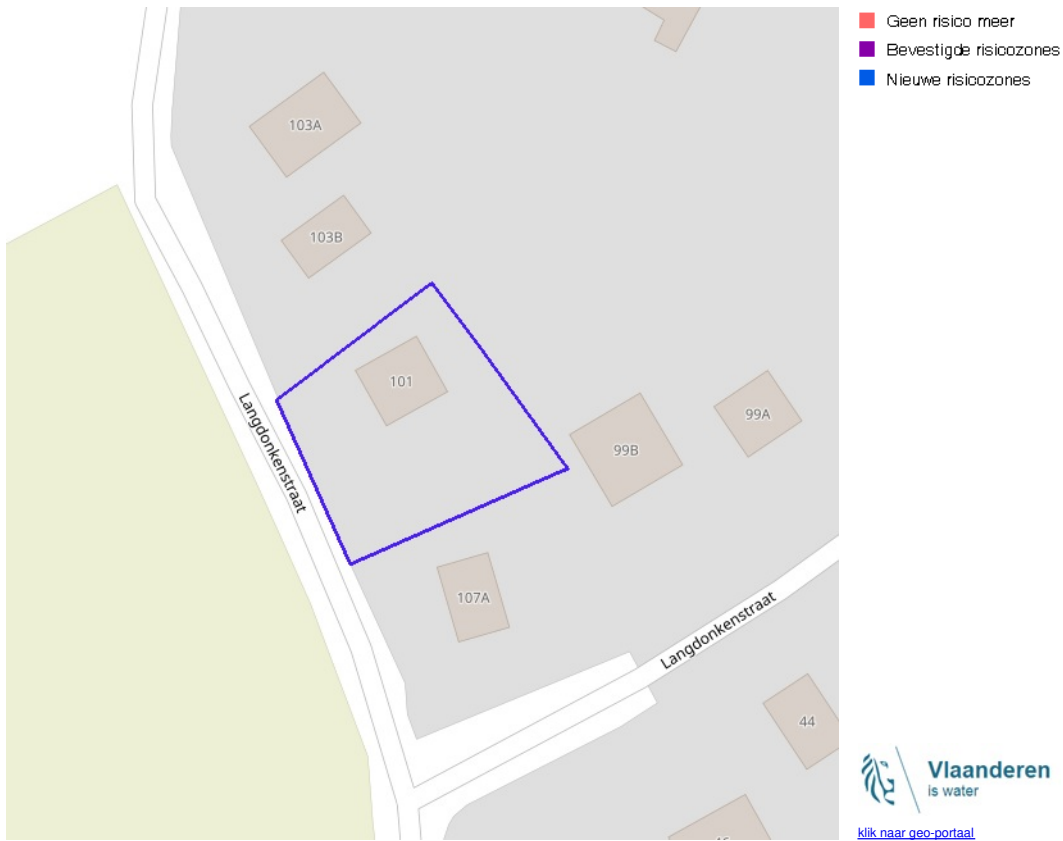 Geen risico meer
Bevestigde risicozones
Nieuwe risicozones
103A
103B
101
99A
99B
Langdonkenstraat
107A
Langdonkenstraat
44
Vlaanderen
is water
klik naar geo-portaal